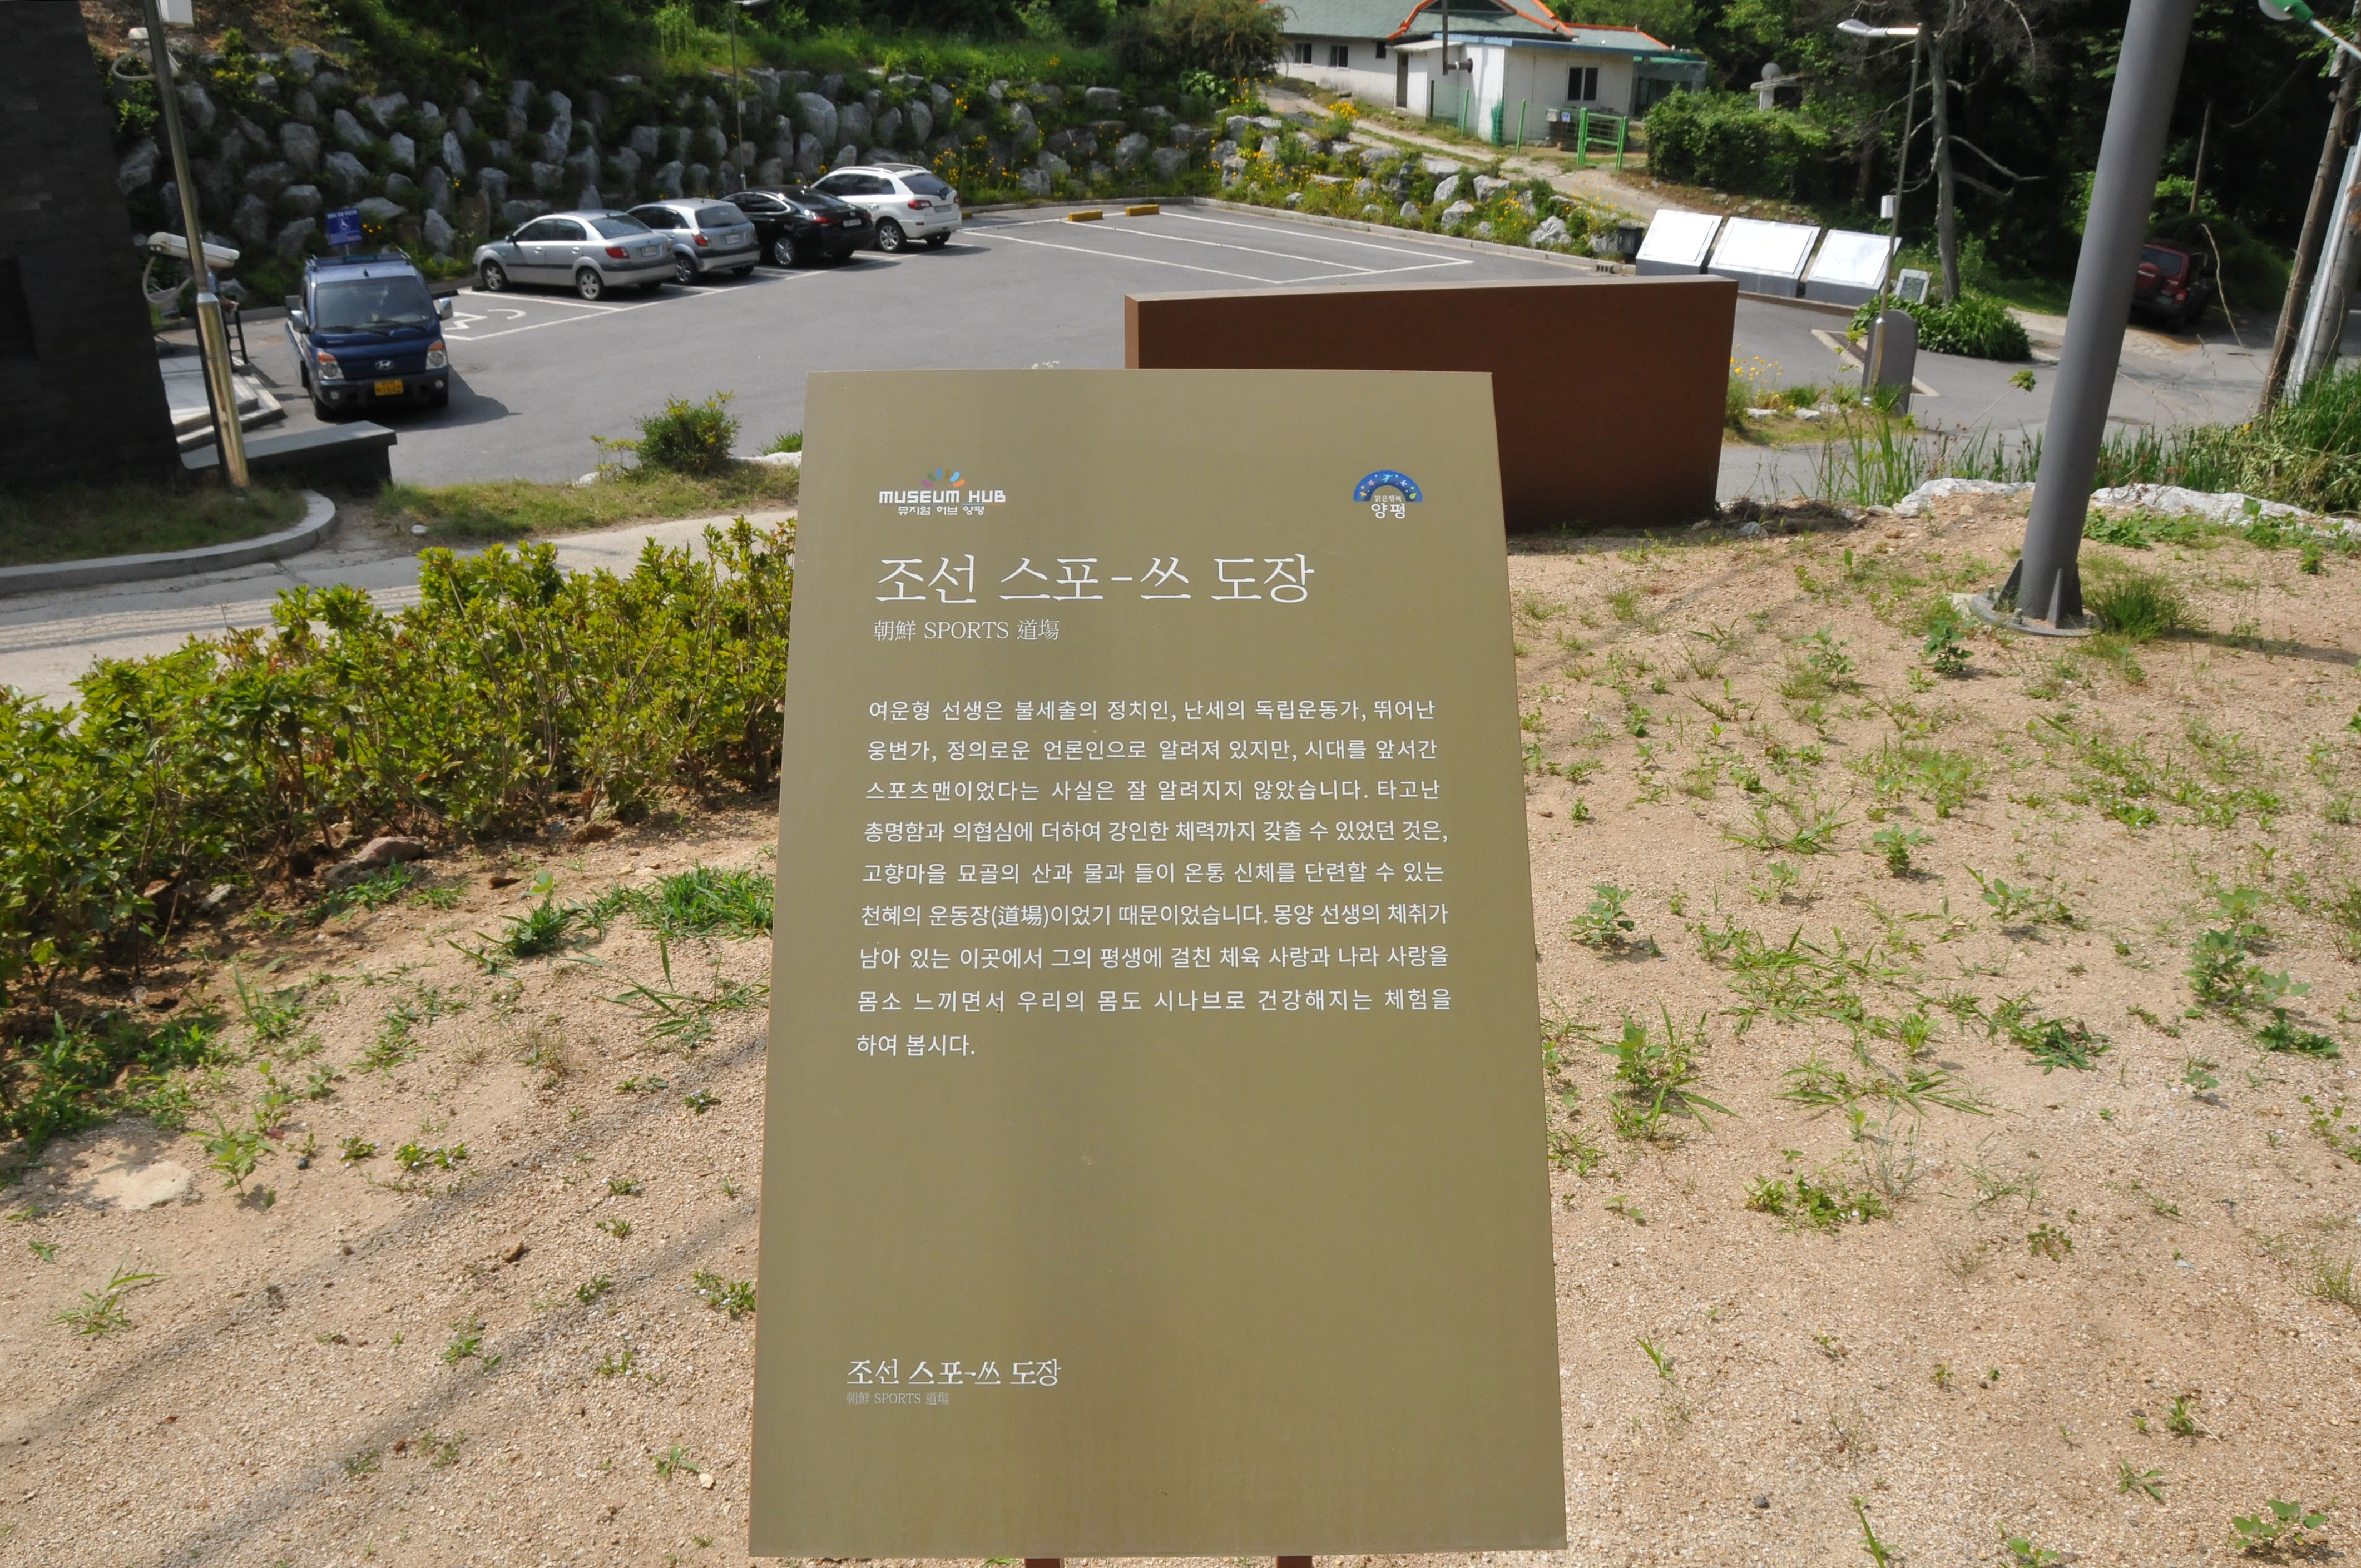 MUSEUM HUB
뮤지엄 허브 양평
맑은행복
양평
조선 스포-쓰 도장
朝鮮 SPORTS 道場
여운형 선생은 불세출의 정치인, 난세의 독립운동가, 뛰어난
웅변가, 정의로운 언론인으로 알려져 있지만, 시대를 앞서간
스포츠맨이었다는 사실은 잘 알려지지 않았습니다. 타고난
총명함과 의협심에 더하여 강인한 체력까지 갖출 수 있었던 것은,
고향마을 묘골의 산과 물과 들이 온통 신체를 단련할 수 있는
천혜의 운동장(道場)이었기 때문이었습니다. 몽양 선생의 체취가
남아 있는 이곳에서 그의 평생에 걸친 체육 사랑과 나라 사랑을
몸소 느끼면서 우리의 몸도 시나브로 건강해지는 체험을
하여 봅시다.
조선 스포-쓰 도장
朝鮮 SPORTS 道場